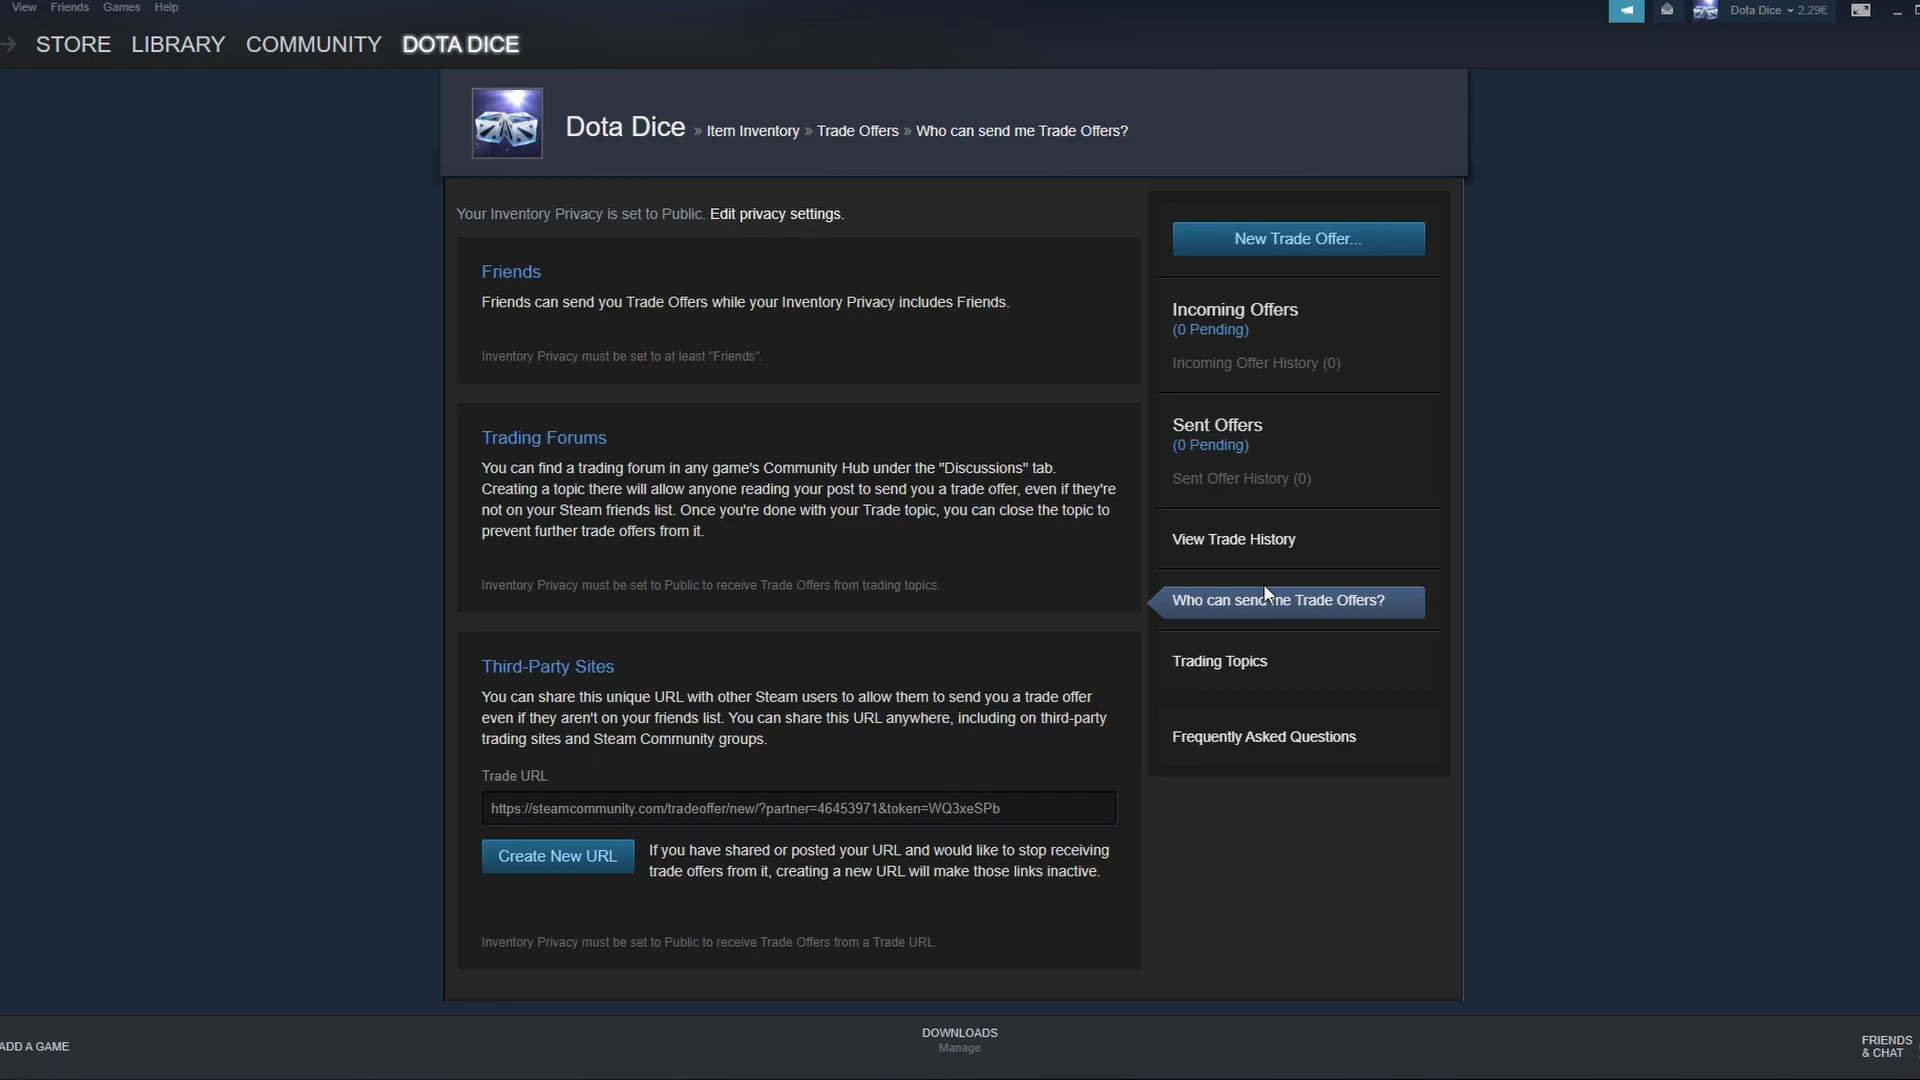 View Friends Games Help
Dota Dice 2.29€
STORE LIBRARY COMMUNITY DOTA DICE
Dota Dice » Item Inventory » Trade Offers » Who can send me Trade Offers?
Your Inventory Privacy is set to Public. Edit privacy settings.
Friends
Friends can send you Trade Offers while your Inventory Privacy includes Friends.
Inventory Privacy must be set to at least "Friends".
Trading Forums
You can find a trading forum in any game's Community Hub under the "Discussions" tab.
Creating a topic there will allow anyone reading your post to send you a trade offer, even if they're
not on your Steam friends list. Once you're done with your Trade topic, you can close the topic to
prevent further trade offers from it.
Inventory Privacy must be set to Public to receive Trade Offers from trading topics.
Third-Party Sites
You can share this unique URL with other Steam users to allow them to send you a trade offer
even if they aren't on your friends list. You can share this URL anywhere, including on third-party
trading sites and Steam Community groups.
Trade URL
https://steamcommunity.com/tradeoffer/new/?partner=46453971&token=WQ3xeSPb
Create New URL
If you have shared or posted your URL and would like to stop receiving
trade offers from it, creating a new URL will make those links inactive.
Inventory Privacy must be set to Public to receive Trade Offers from a Trade URL.
New Trade Offer...
Incoming Offers
(0 Pending)
Incoming Offer History (0)
Sent Offers
(0 Pending)
Sent Offer History (0)
View Trade History
Who can send me Trade Offers?
Trading Topics
Frequently Asked Questions
ADD A GAME
DOWNLOADS
Manage
FRIENDS
& CHAT